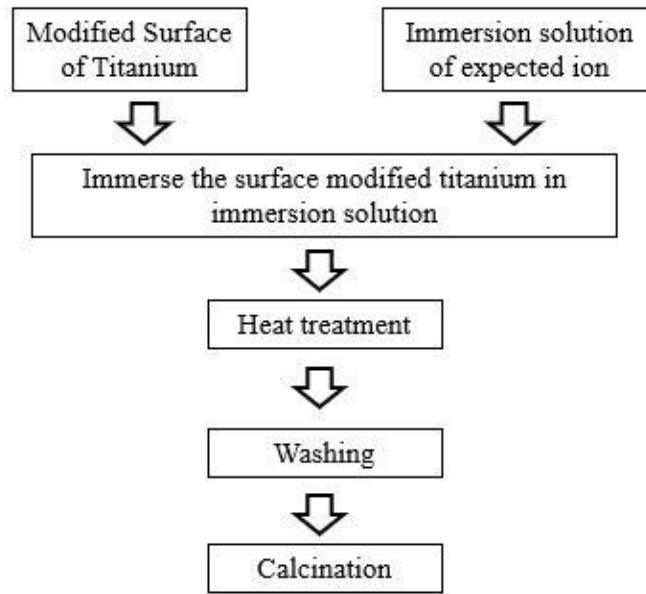 Modified Surface
of Titanium
Immersion solution
of expected ion
Immerse the surface modified titanium in
immersion solution
Heat treatment
Washing
Calcination